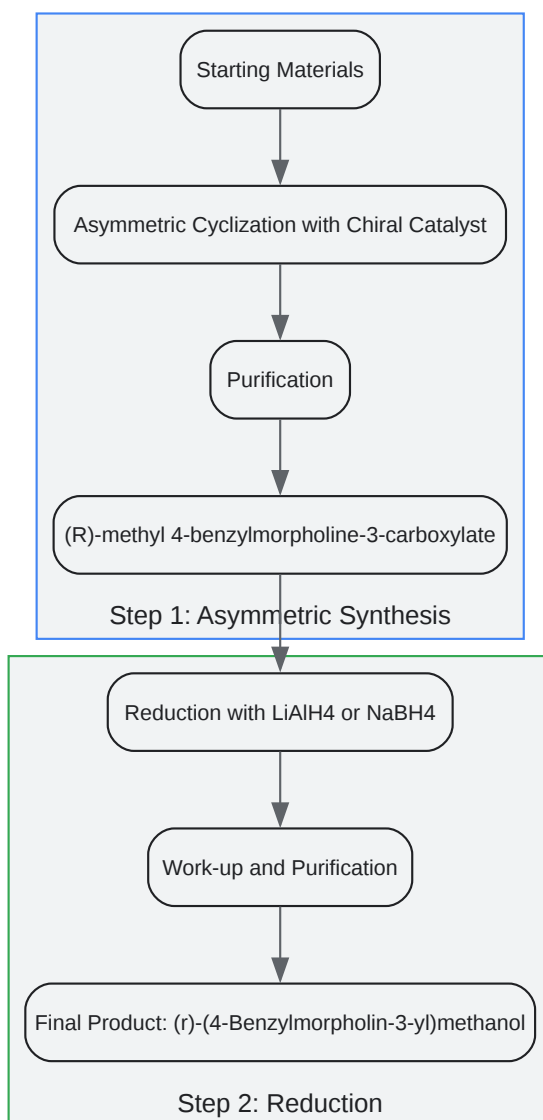 Starting Materials
Asymmetric Cyclization with Chiral Catalyst
Purification
(R)-methyl 4-benzylmorpholine-3-carboxylate
Step 1: Asymmetric Synthesis
Reduction with LiAlH4 or NaBH4
Work-up and Purification
Final Product: (r)-(4-Benzylmorpholin-3-yl)methanol
Step 2: Reduction